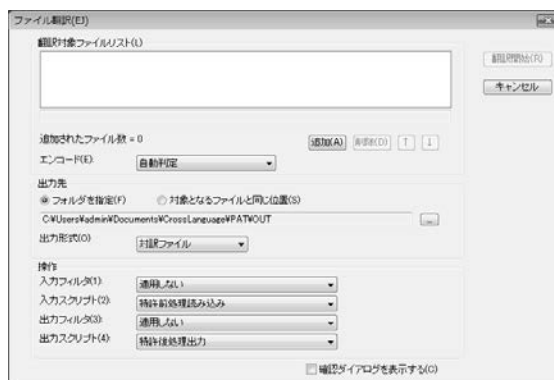 ファイル翻訳(EJ)
翻訳対象ファイルリスト(L)
翻訳開始(R)
キャンセル
追加されたファイル数 = 0
追加(A) 削除(D) ↑ ↓
エンコード(E) 自動判定
出力先
フォルダを指定(F) 対象となるファイルと同じ位置(S)
C:¥Users¥admin¥Documents¥CrossLanguage¥PAT¥OUT ...
出力形式(O) 対訳ファイル
操作
入力フィルタ(1) 適用しない
入力スクリプト(2) 特許前処理読み込み
出力フィルタ(3) 適用しない
出力スクリプト(4) 特許後処理出力
確認ダイアログを表示する(C)